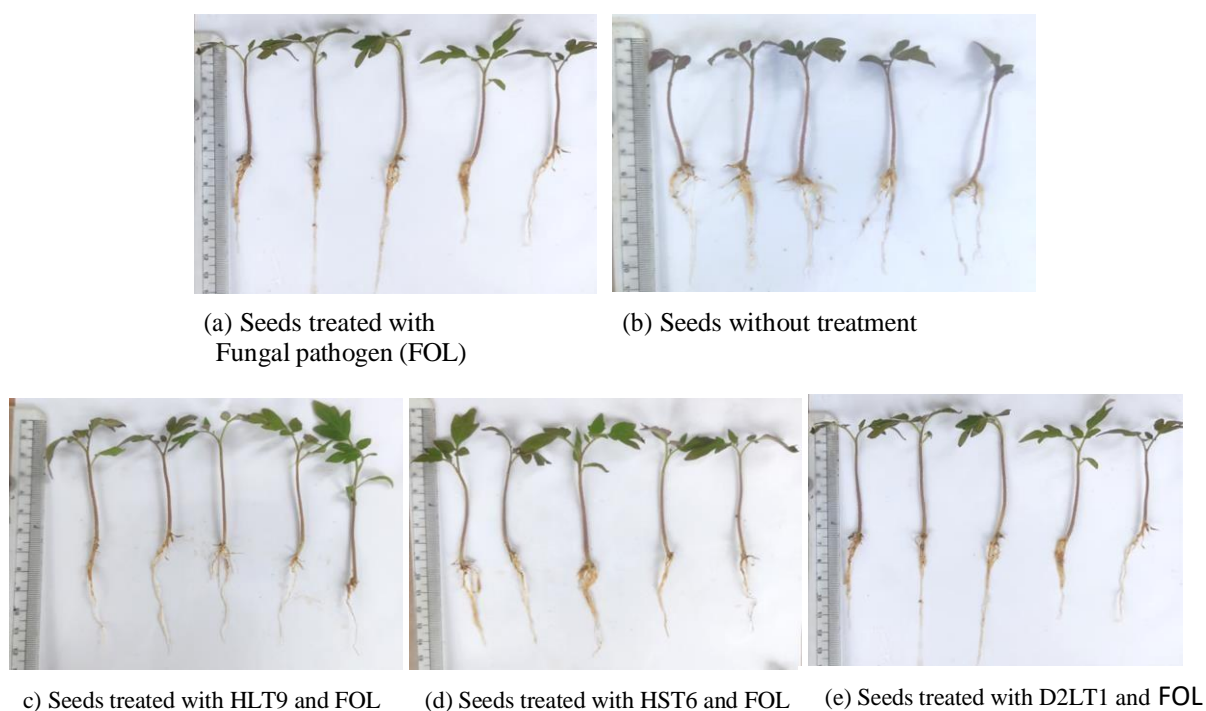 (a) Seeds treated with
Fungal pathogen (FOL)
(b) Seeds without treatment
c) Seeds treated with HLT9 and FOL
(d) Seeds treated with HST6 and FOL
(e) Seeds treated with D2LT1 and FOL